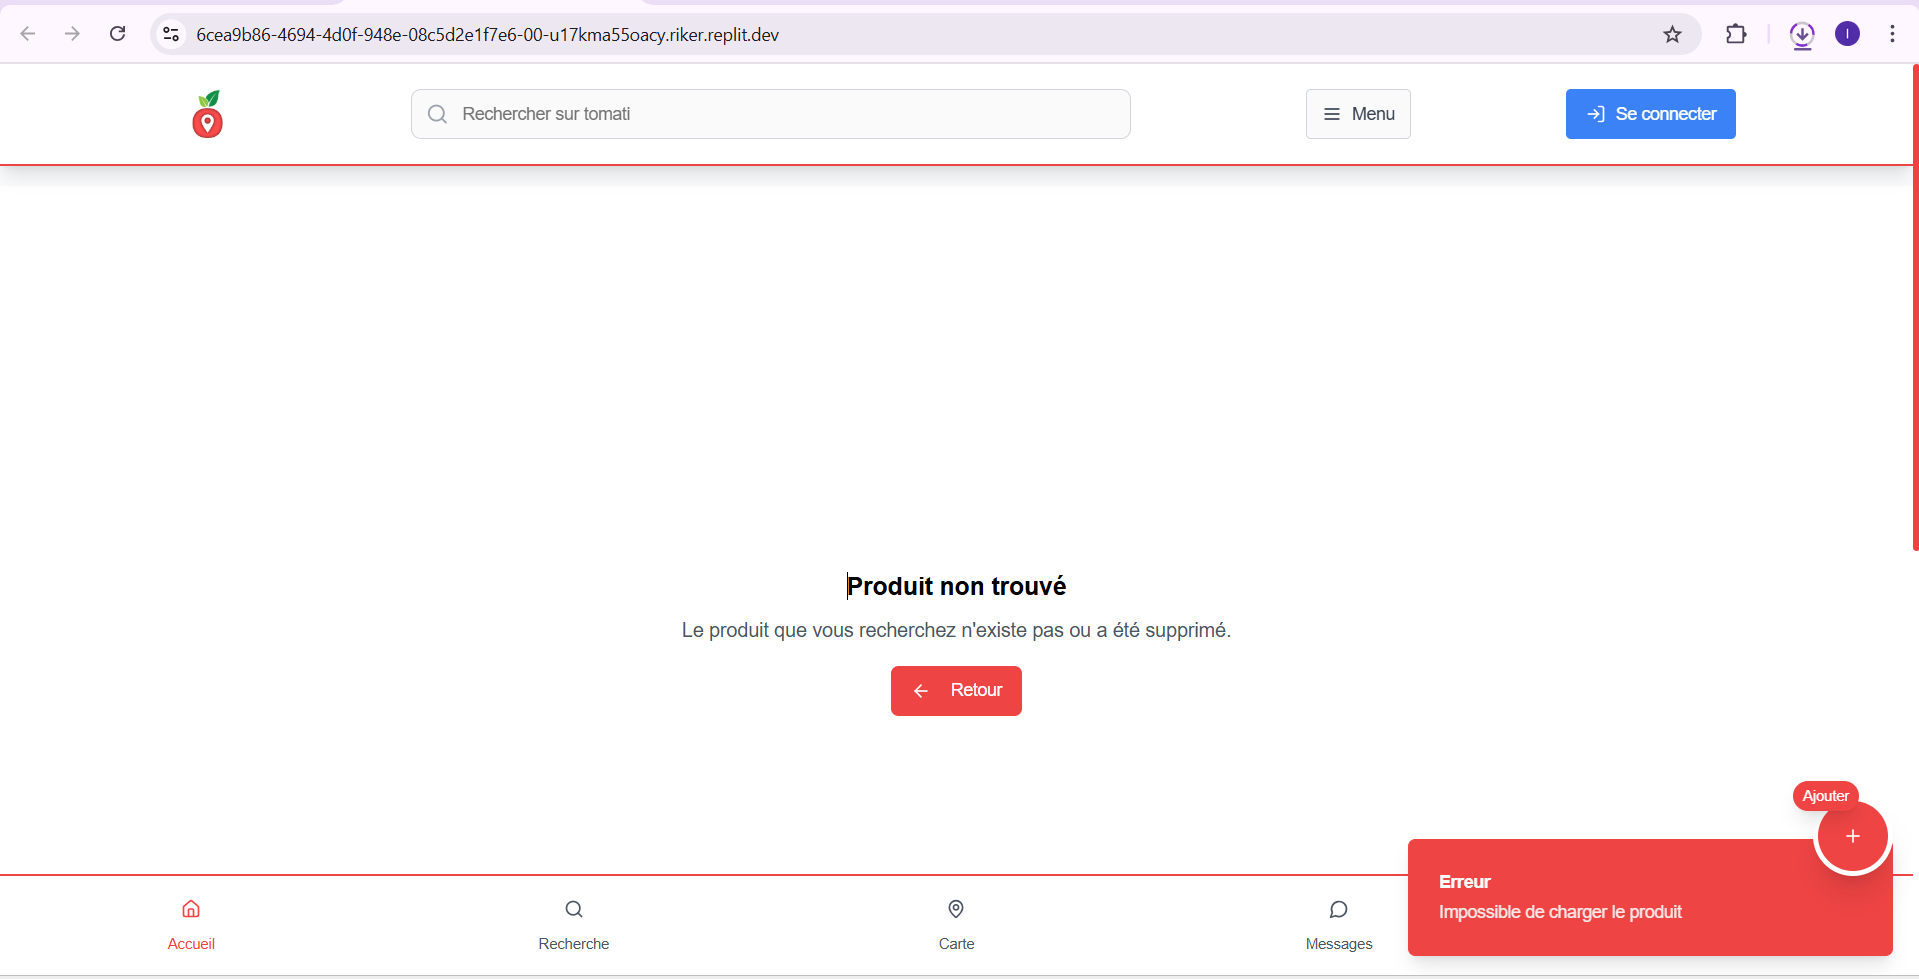 6cea9b86-4694-4d0f-948e-08c5d2e1f7e6-00-u17kma55oacy.riker.replit.dev
I
Rechercher sur tomati
Menu
Se connecter
Produit non trouvé
Le produit que vous recherchez n'existe pas ou a été supprimé.
Retour
Ajouter
+
Erreur
Impossible de charger le produit
Accueil
Recherche
Carte
Messages